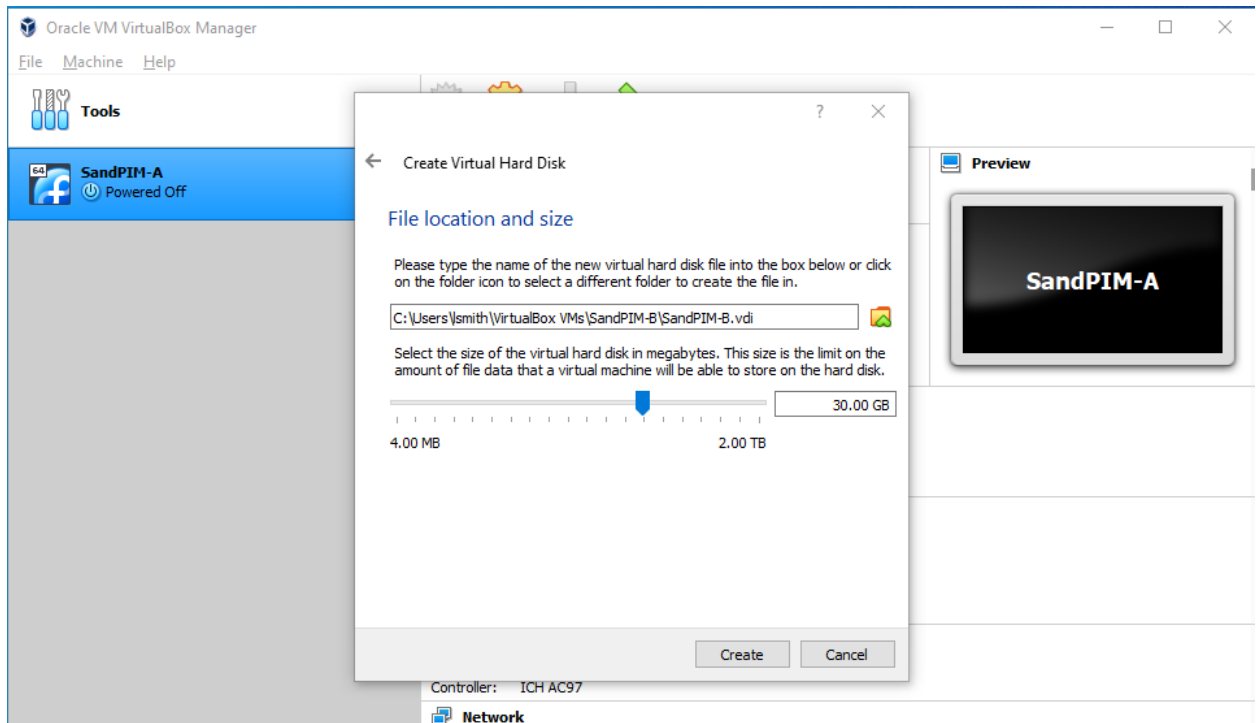 Oracle VM VirtualBox Manager
File Machine Help
Tools
64
SandPIM-A
Powered Off
?
Create Virtual Hard Disk
File location and size
Please type the name of the new virtual hard disk file into the box below or click
on the folder icon to select a different folder to create the file in.
C:\Users\lsmith\VirtualBox VMs\SandPIM-B\SandPIM-B.vdi
Select the size of the virtual hard disk in megabytes. This size is the limit on the
amount of file data that a virtual machine will be able to store on the hard disk.
30.00 GB
4.00 MB 2.00 TB
Create Cancel
Preview
SandPIM-A
Controller: ICH AC97
Network